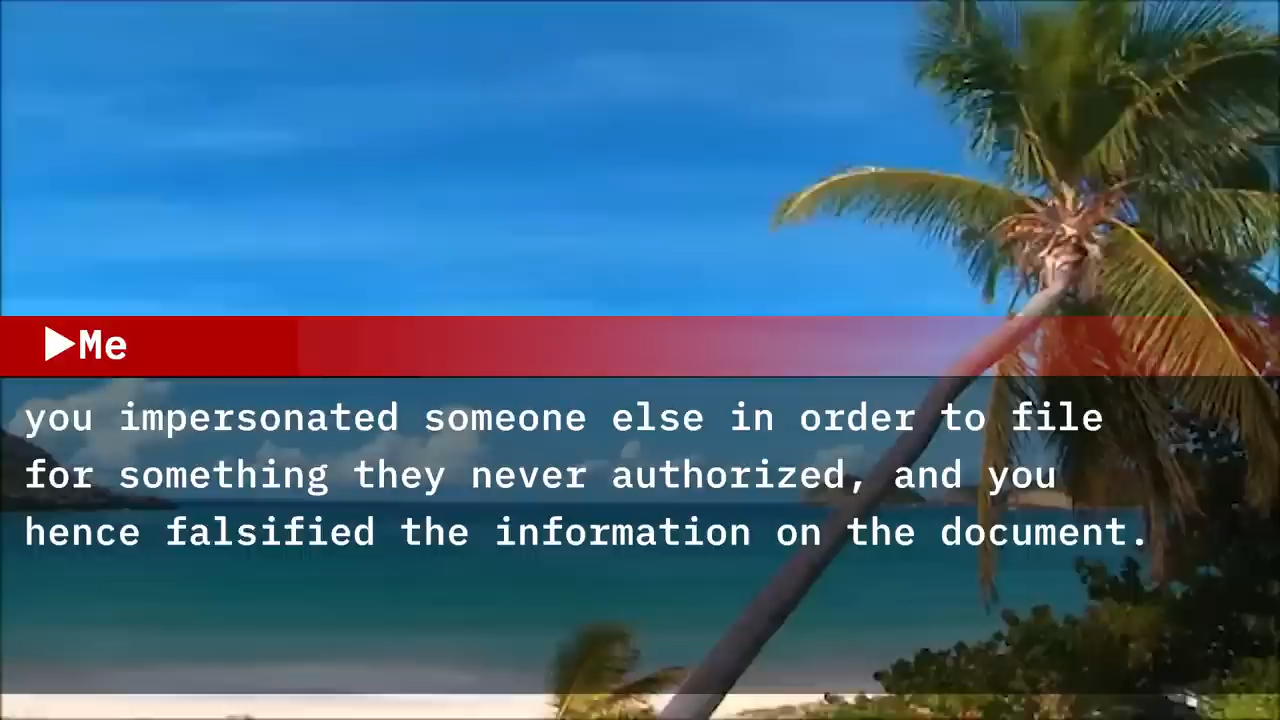 ▶Me
you impersonated someone else in order to file
for something they never authorized, and you
hence falsified the information on the document.